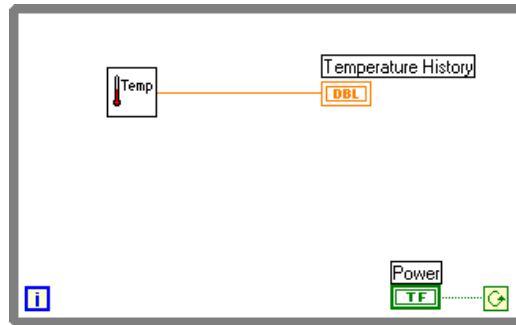 Temperature History
Temp
DBL
Power
TF
i